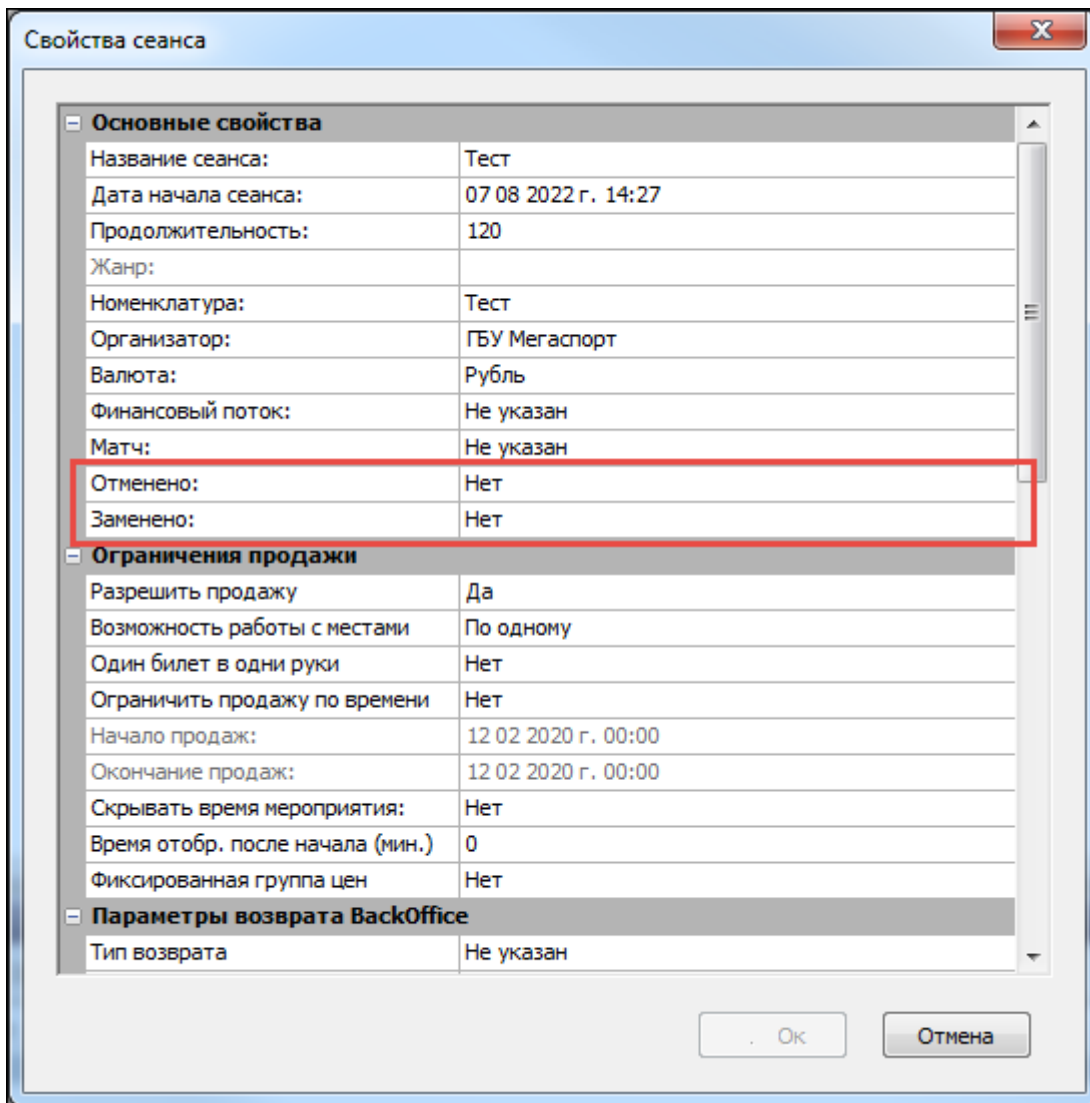 Свойства сеанса
Основные свойства
Название сеанса: Тест
Дата начала сеанса: 07 08 2022 г. 14:27
Продолжительность: 120
Жанр:
Номенклатура: Тест
Организатор: ГБУ Мегаспорт
Валюта: Рубль
Финансовый поток: Не указан
Матч: Не указан
Отменено: Нет
Заменено: Нет
Ограничения продажи
Разрешить продажу Да
Возможность работы с местами По одному
Один билет в одни руки Нет
Ограничить продажу по времени Нет
Начало продаж: 12 02 2020 г. 00:00
Окончание продаж: 12 02 2020 г. 00:00
Скрывать время мероприятия: Нет
Время отобр. после начала (мин.) 0
Фиксированная группа цен Нет
Параметры возврата BackOffice
Тип возврата Не указан
. Ок Отмена